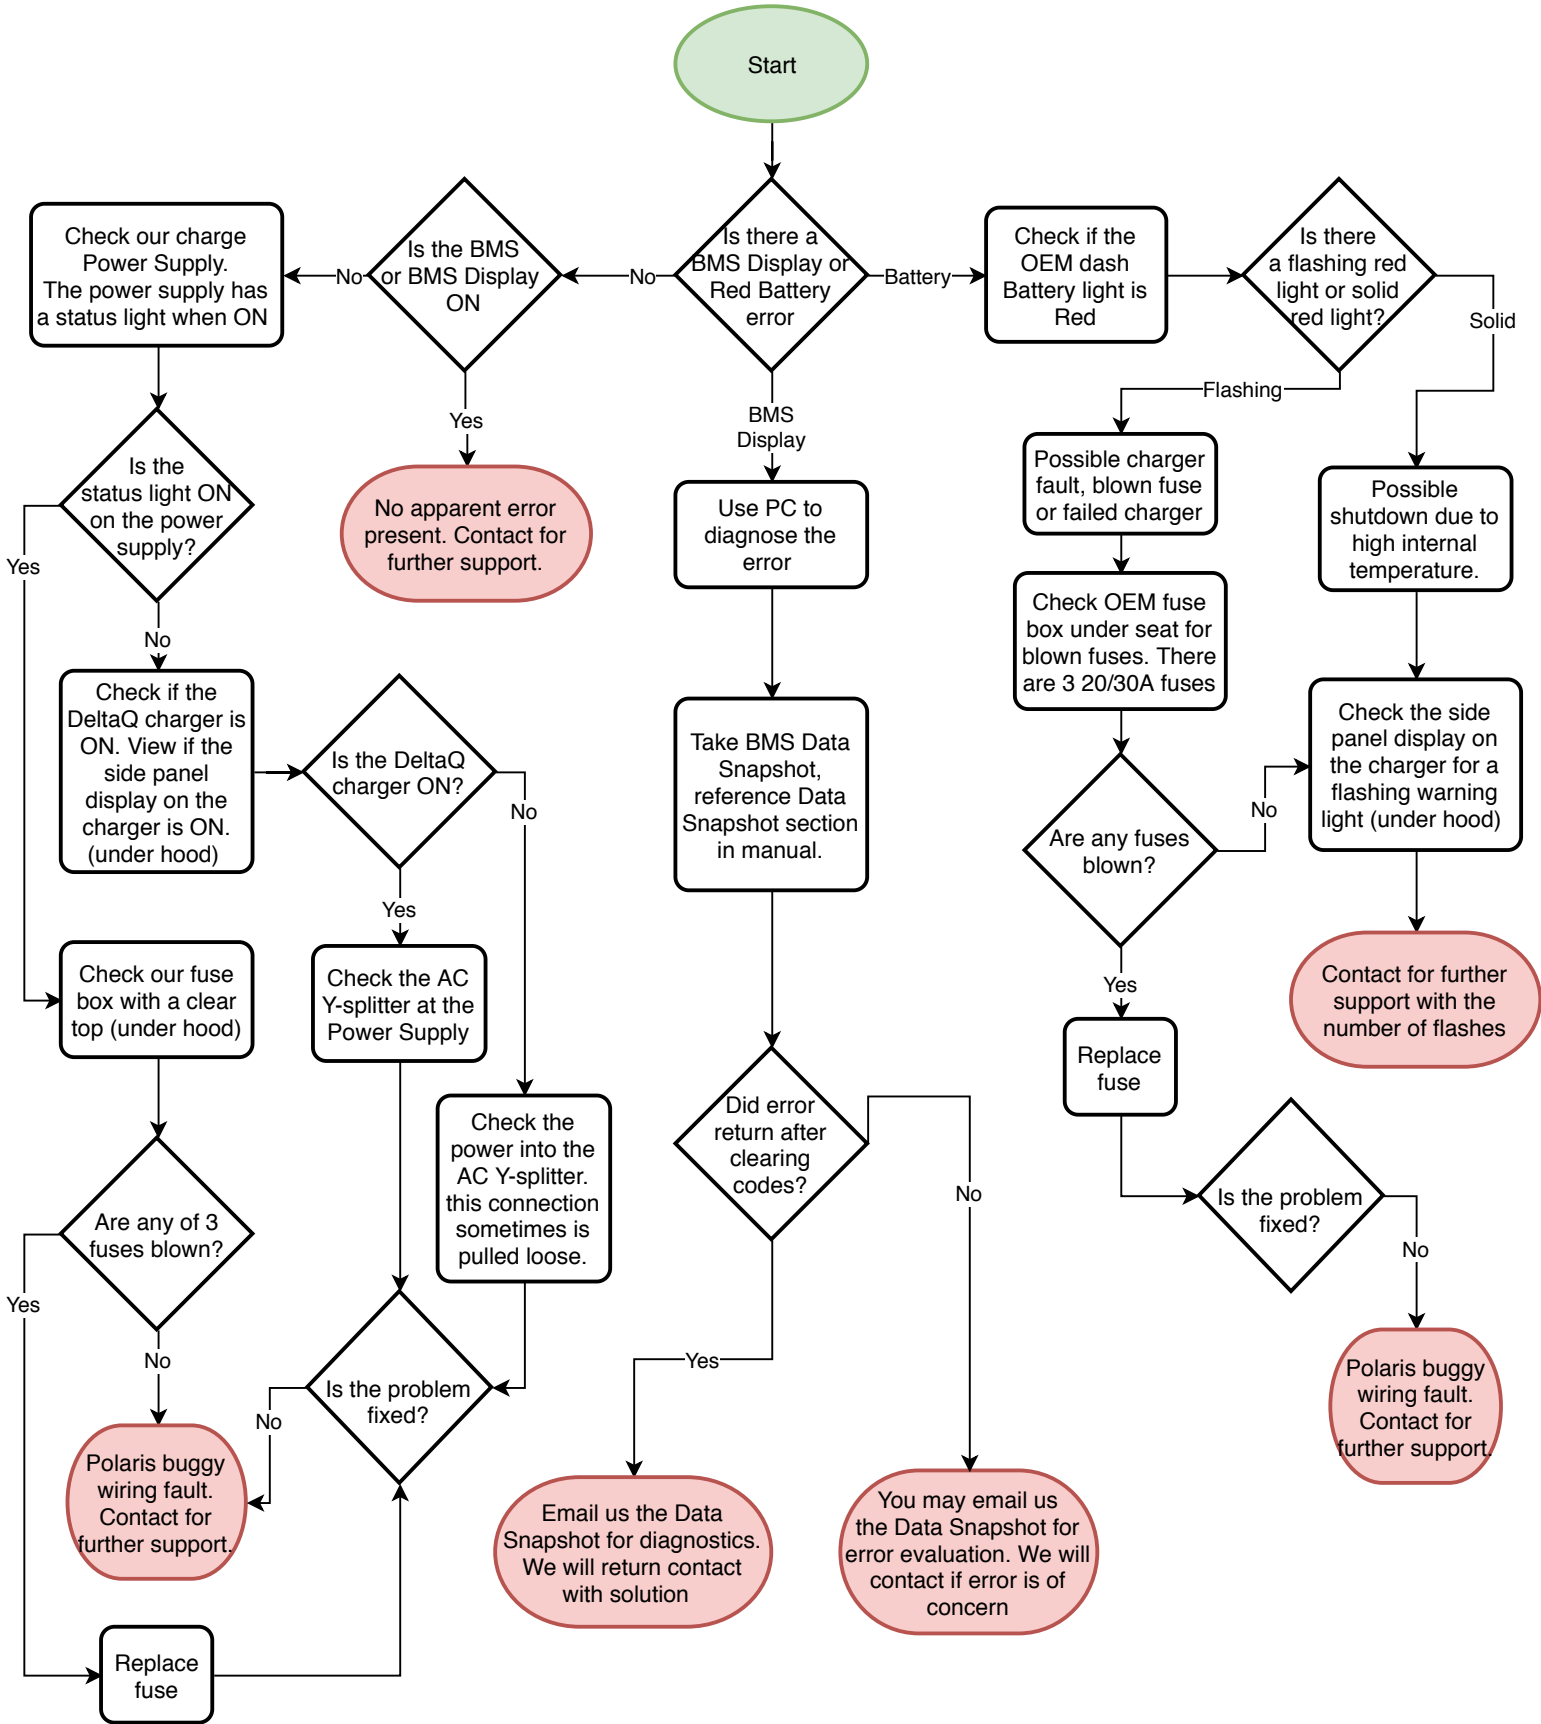 Start
Check our charge
Power Supply.
The power supply has
a status light when ON
No
Is the BMS
or BMS Display
ON
No
Is there a
BMS Display or
Red Battery
error
Battery
Check if the
OEM dash
Battery light is
Red
Is there
a flashing red
light or solid
red light?
Solid
Flashing
Yes
BMS
Display
Is the
status light ON
on the power
supply?
Yes
No apparent error
present. Contact for
further support.
Use PC to
diagnose the
error
Possible charger
fault, blown fuse
or failed charger
Possible
shutdown due to
high internal
temperature.
No
Check OEM fuse
box under seat for
blown fuses. There
are 3 20/30A fuses
Check if the
DeltaQ charger is
ON. View if the
side panel
display on the
charger is ON.
(under hood)
Is the DeltaQ
charger ON?
No
Yes
Take BMS Data
Snapshot,
reference Data
Snapshot section
in manual.
Are any fuses
blown?
No
Check the side
panel display on
the charger for a
flashing warning
light (under hood)
Yes
Contact for further
support with the
number of flashes
Check our fuse
box with a clear
top (under hood)
Check the AC
Y-splitter at the
Power Supply
Replace
fuse
Check the
power into the
AC Y-splitter.
this connection
sometimes is
pulled loose.
Did error
return after
clearing
codes?
No
Yes
Is the problem
fixed?
No
Are any of 3
fuses blown?
Yes
No
Is the problem
fixed?
No
Polaris buggy
wiring fault.
Contact for
further support.
Polaris buggy
wiring fault.
Contact for
further support.
Email us the Data
Snapshot for diagnostics.
We will return contact
with solution
You may email us
the Data Snapshot for
error evaluation. We will
contact if error is of
concern
Replace
fuse